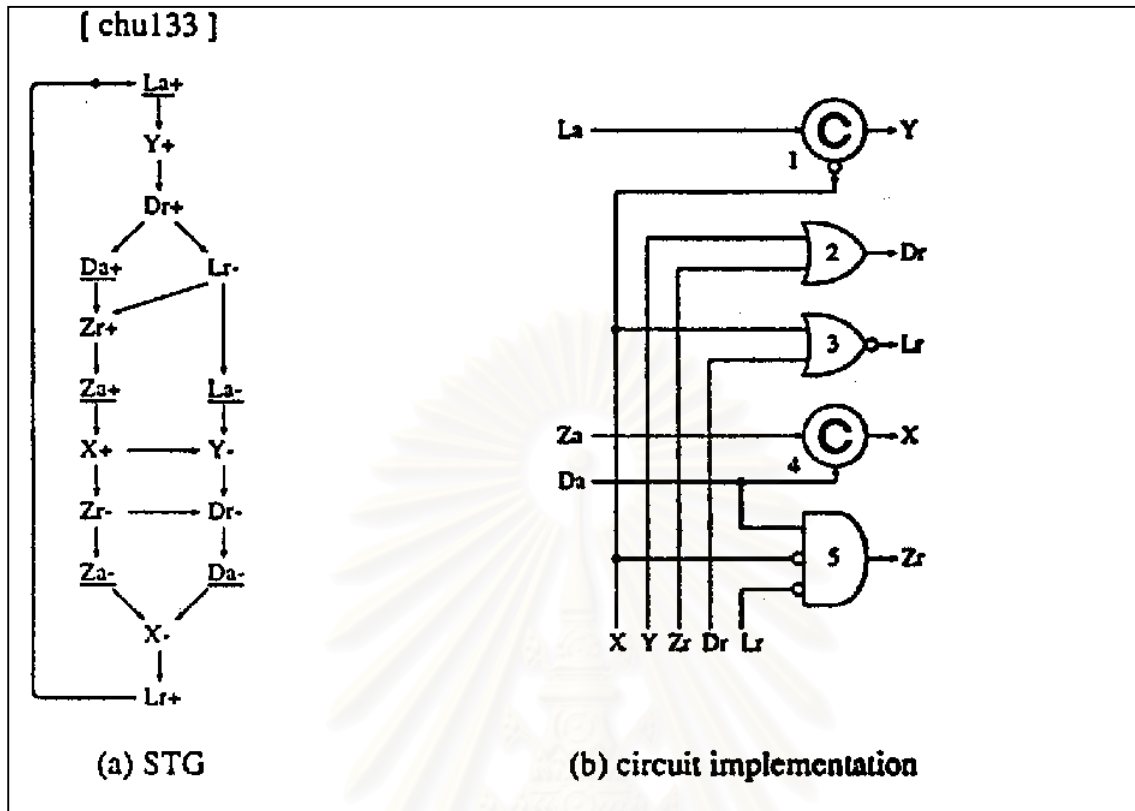 [ chu133 ]
La+
Y+
Dr+
Da+ Lr-
Zr+
Za+ La-
X+ Y-
Zr- Dr-
Za- Da-
X-
Lr+
(a) STG
La C Y
1
2 Dr
3 Lr
Za C X
4
Da
5 Zr
X Y Zr Dr Lr
(b) circuit implementation